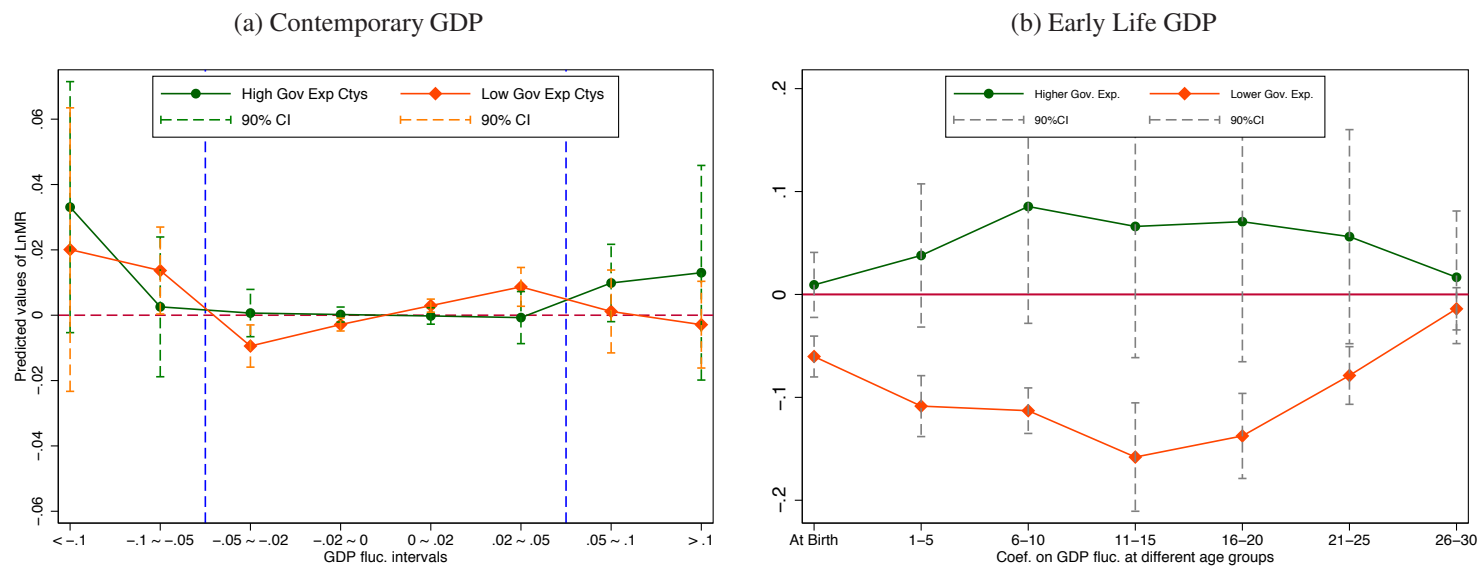 (a) Contemporary GDP
High Gov Exp Ctys
Low Gov Exp Ctys
90% CI
90% CI
Predicted values of LnMR
.06
.04
.02
0
-.02
-.04
-.06
< -.1
-.1 ~ -.05
-.05 ~ -.02
-.02 ~ 0
0 ~ .02
.02 ~ .05
.05 ~ .1
> .1
GDP fluc. intervals
(b) Early Life GDP
Higher Gov. Exp.
Lower Gov. Exp.
90%CI
90%CI
.2
.1
0
-.1
-.2
At Birth
1-5
6-10
11-15
16-20
21-25
26-30
Coef. on GDP fluc. at different age groups